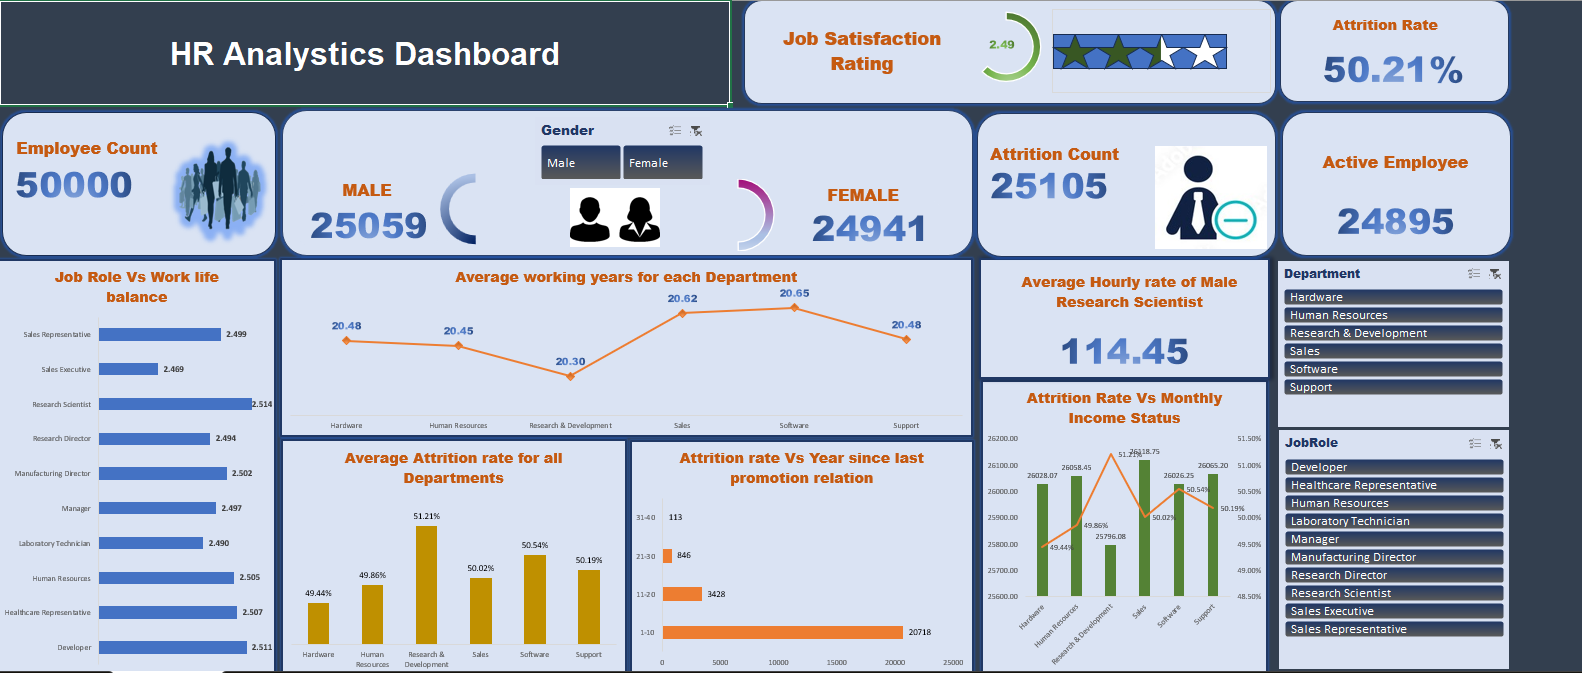 HR Analystics Dashboard
Job Satisfaction
Rating
2.49
Attrition Rate
50.21%
Employee Count
50000
Gender
Male
Female
MALE
25059
FEMALE
24941
Attrition Count
25105
Active Employee
24895
Job Role Vs Work life
balance
Sales Representative
2.499
Sales Executive
2.469
Research Scientist
2.514
Research Director
2.494
Manufacturing Director
2.502
Manager
2.497
Laboratory Technician
2.490
Human Resources
2.505
Healthcare Representative
2.507
Developer
2.511
Average working years for each Department
20.48
20.45
20.30
20.62
20.65
20.48
Hardware
Human Resources
Research & Development
Sales
Software
Support
Average Attrition rate for all
Departments
49.44%
49.86%
51.21%
50.02%
50.54%
50.19%
Hardware
Human
Resources
Research &
Development
Sales
Software
Support
Attrition rate Vs Year since last
promotion relation
31-40
113
21-30
846
11-20
3428
1-10
20718
0
5000
10000
15000
20000
25000
Average Hourly rate of Male
Research Scientist
114.45
Attrition Rate Vs Monthly
Income Status
26200.00
26100.00
26000.00
25900.00
25800.00
25700.00
25600.00
26028.07
26058.45
25796.08
26118.75
26026.25
26065.20
49.44%
49.86%
51.21%
50.02%
50.54%
50.19%
51.50%
51.00%
50.50%
50.00%
49.50%
49.00%
48.50%
Hardware
Human Resources
Research & Development
Sales
Software
Support
Department
Hardware
Human Resources
Research & Development
Sales
Software
Support
JobRole
Developer
Healthcare Representative
Human Resources
Laboratory Technician
Manager
Manufacturing Director
Research Director
Research Scientist
Sales Executive
Sales Representative